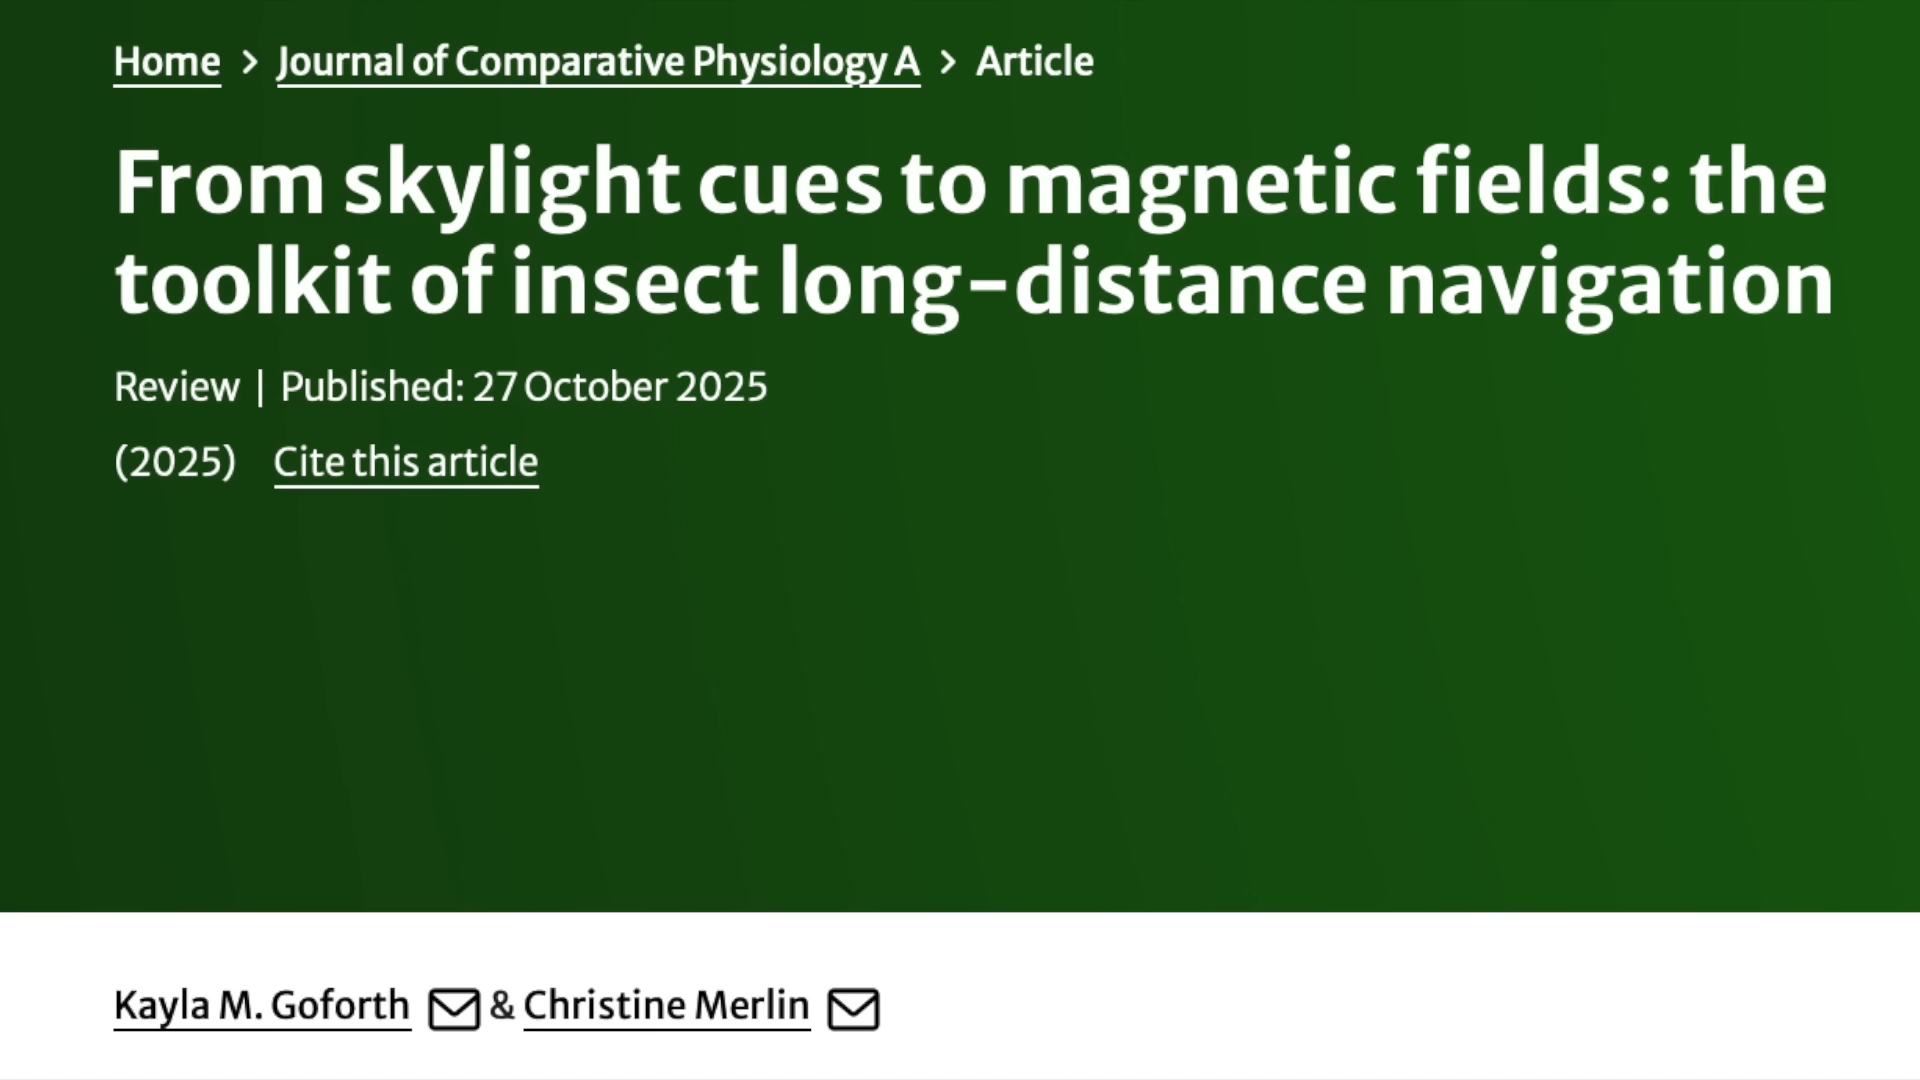 Home > Journal of Comparative Physiology A > Article
From skylight cues to magnetic fields: the
toolkit of insect long-distance navigation
Review | Published: 27 October 2025
(2025) Cite this article
Kayla M. Goforth & Christine Merlin